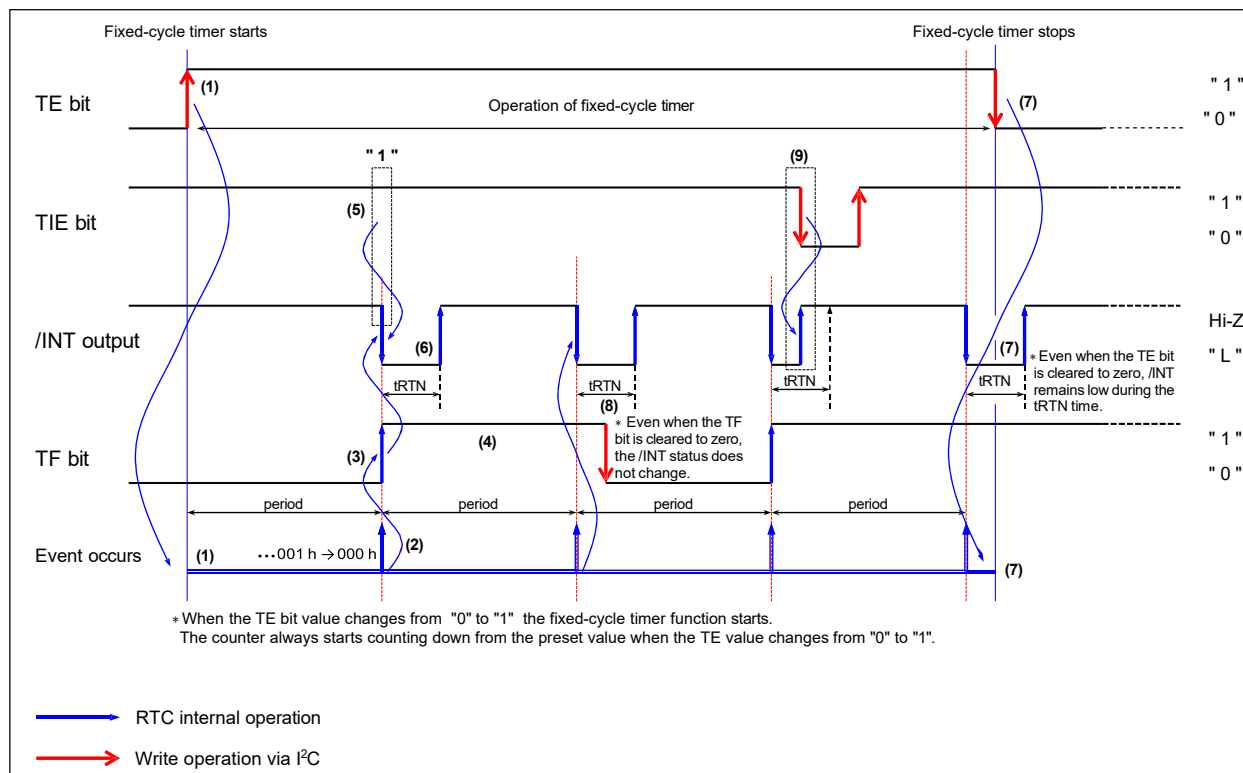 Fixed-cycle timer starts
Fixed-cycle timer stops
(1)
(7)
TE bit
Operation of fixed-cycle timer
" 1 "
" 0 "
" 1 "
(9)
TIE bit
(5)
" 1 "
" 0 "
/INT output
(6)
(7)
Hi-Z
" L "
tRTN
tRTN
tRTN
tRTN
* Even when the TE bit
is cleared to zero, /INT
remains low during the
tRTN time.
(8)
* Even when the TF
bit is cleared to zero,
the /INT status does
not change.
TF bit
(3)
(4)
" 1 "
" 0 "
period
period
period
period
Event occurs
(1)
•••001 h → 000 h
(2)
(7)
* When the TE bit value changes from "0" to "1" the fixed-cycle timer function starts.
The counter always starts counting down from the preset value when the TE value changes from "0" to "1".
RTC internal operation
Write operation via I²C